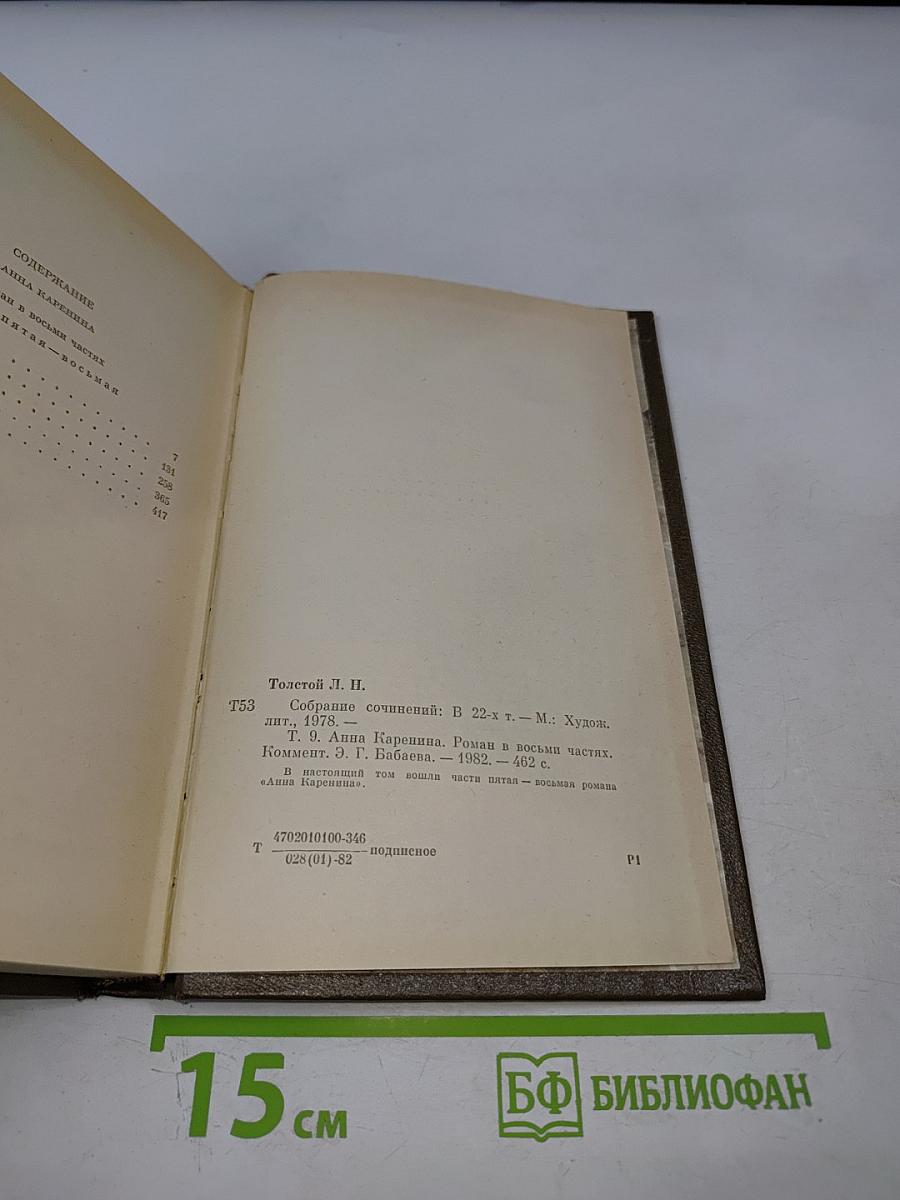 СОДЕРЖАНИЕ
АННА КАРЕНИНА
в восьми частях
пятая — восьмая
7
131
258
365
417
Толстой Л. Н.
Т53 Собрание сочинений: В 22-х т. — М.: Худож.
лит., 1978. —
Т. 9. Анна Каренина. Роман в восьми частях.
Коммент. Э. Г. Бабаева. — 1982. — 462 с.
В настоящий том вошли части пятая — восьмая романа
«Анна Каренина».
4702010100-346
Т подписное
028(01)-82
Р1
15 см
БФ БИБЛИОФАН